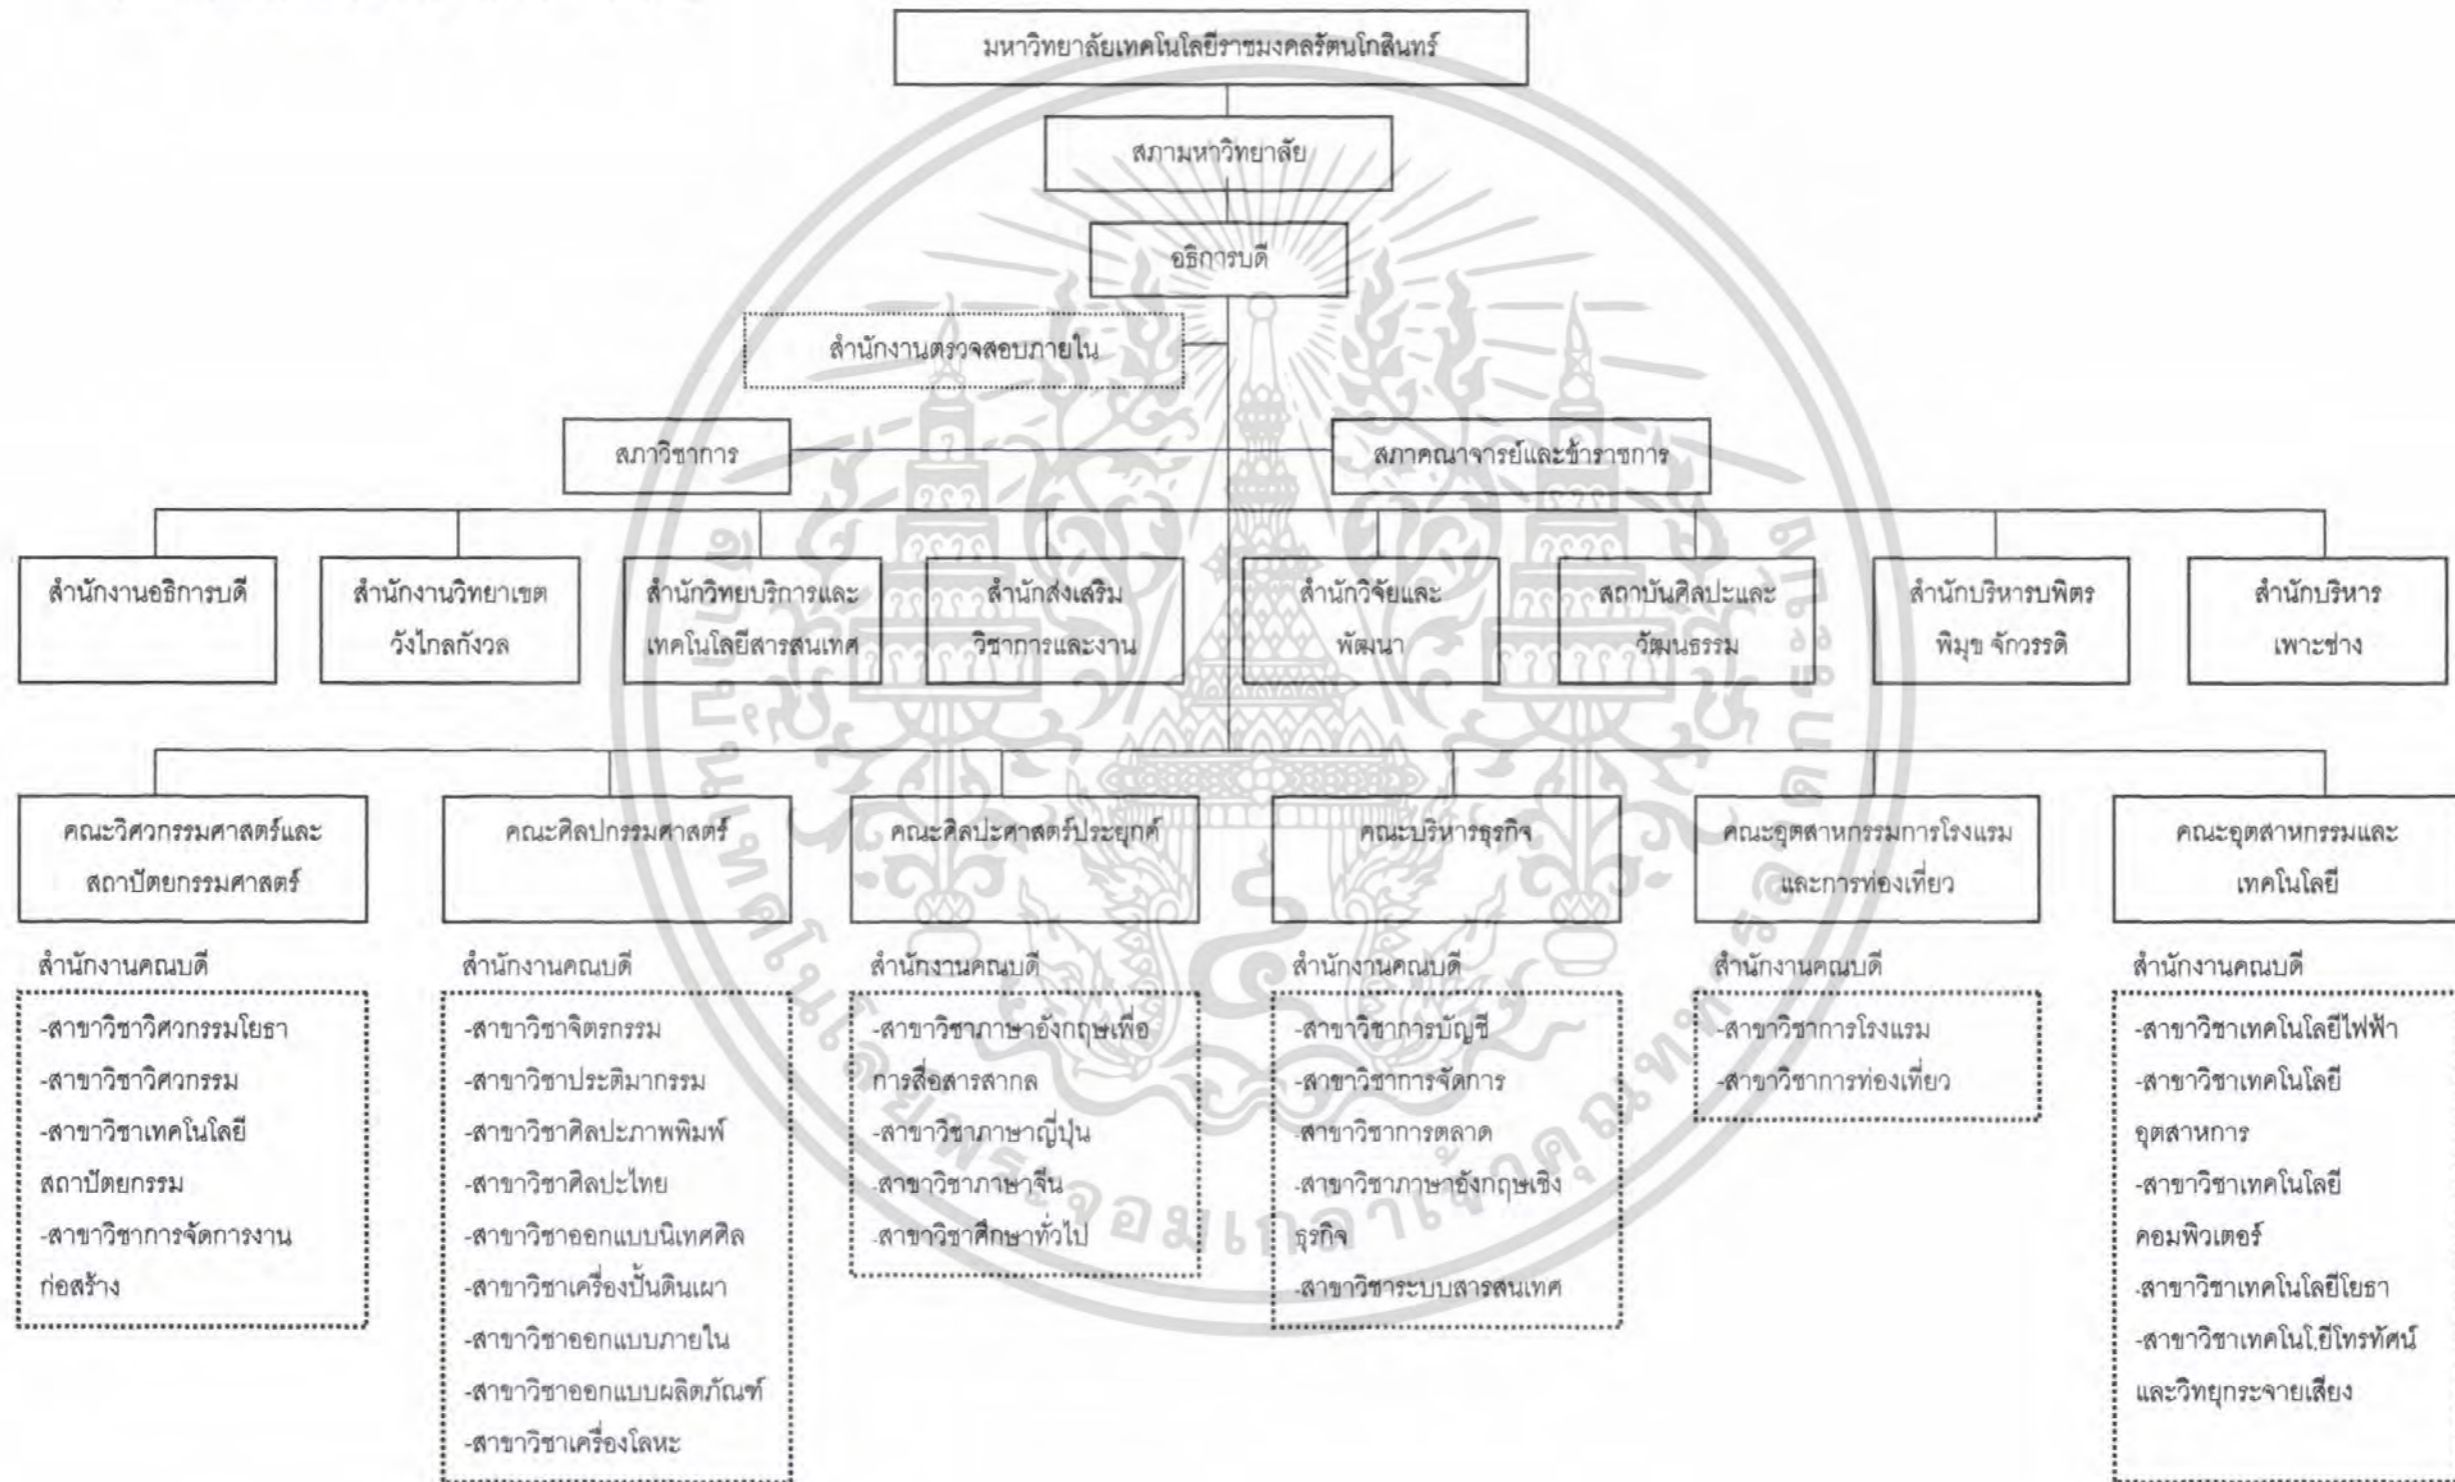 มหาวิทยาลัยเทคโนโลยีราชมงคลรัตนโกสินทร์
สภามหาวิทยาลัย
อธิการบดี
สำนักงานตรวจสอบภายใน
สภาวิชาการ
สภาคณาจารย์และข้าราชการ
สำนักงานอธิการบดี
สำนักงานวิทยาเขต
วังไกลกังวล
สำนักวิทยบริการและ
เทคโนโลยีสารสนเทศ
สำนักส่งเสริม
วิชาการและงาน
สำนักวิจัยและ
พัฒนา
สถาบันศิลปะและ
วัฒนธรรม
สำนักบริหารบพิตร
พิมุข จักวรรดิ
สำนักบริหาร
เพาะช่าง
คณะวิศวกรรมศาสตร์และ
สถาปัตยกรรมศาสตร์
สำนักงานคณบดี
-สาขาวิชาวิศวกรรมโยธา
-สาขาวิชาวิศวกรรม
-สาขาวิชาเทคโนโลยี
สถาปัตยกรรม
-สาขาวิชาการจัดการงาน
ก่อสร้าง
คณะศิลปกรรมศาสตร์
สำนักงานคณบดี
-สาขาวิชาจิตรกรรม
-สาขาวิชาประติมากรรม
-สาขาวิชาศิลปะภาพพิมพ์
-สาขาวิชาศิลปะไทย
-สาขาวิชาออกแบบนิเทศศิล
-สาขาวิชาเครื่องปั้นดินเผา
-สาขาวิชาออกแบบภายใน
-สาขาวิชาออกแบบผลิตภัณฑ์
-สาขาวิชาเครื่องโลหะ
คณะศิลปะศาสตร์ประยุกต์
สำนักงานคณบดี
-สาขาวิชาภาษาอังกฤษเพื่อ
การสื่อสารสากล
-สาขาวิชาภาษาญี่ปุ่น
-สาขาวิชาภาษาจีน
-สาขาวิชาศึกษาทั่วไป
คณะบริหารธุรกิจ
สำนักงานคณบดี
-สาขาวิชาการบัญชี
-สาขาวิชาการจัดการ
-สาขาวิชาการตลาด
-สาขาวิชาภาษาอังกฤษเชิง
ธุรกิจ
-สาขาวิชาระบบสารสนเทศ
คณะอุตสาหกรรมการโรงแรม
และการท่องเที่ยว
สำนักงานคณบดี
-สาขาวิชาการโรงแรม
-สาขาวิชาการท่องเที่ยว
คณะอุตสาหกรรมและ
เทคโนโลยี
สำนักงานคณบดี
-สาขาวิชาเทคโนโลยีไฟฟ้า
-สาขาวิชาเทคโนโลยี
อุตสาหการ
-สาขาวิชาเทคโนโลยี
คอมพิวเตอร์
-สาขาวิชาเทคโนโลยีโยธา
-สาขาวิชาเทคโนโลยีโทรทัศน์
และวิทยุกระจายเสียง
สถาบันเทคโนโลยีพระจอมเกล้าเจ้าคุณทหารลาดกระบัง